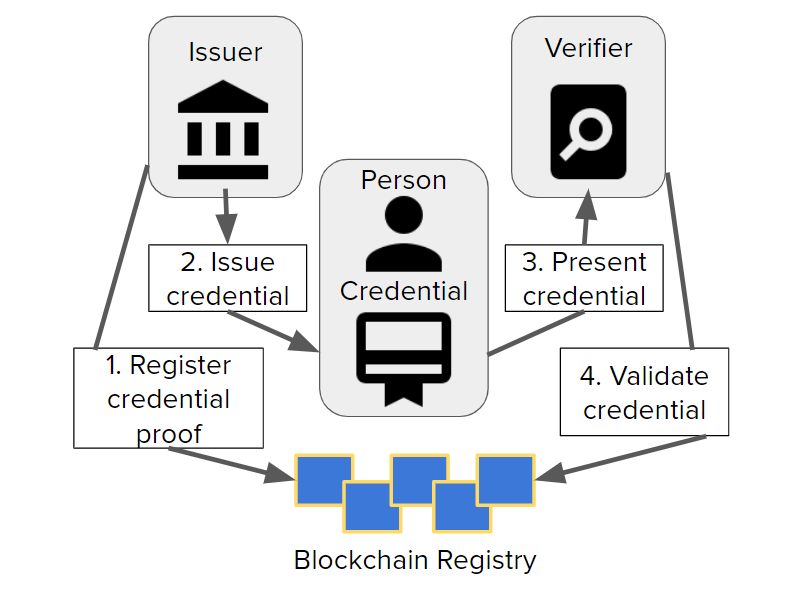 Issuer
Verifier
Person
Credential
2. Issue
credential
3. Present
credential
1. Register
credential
proof
4. Validate
credential
Blockchain Registry